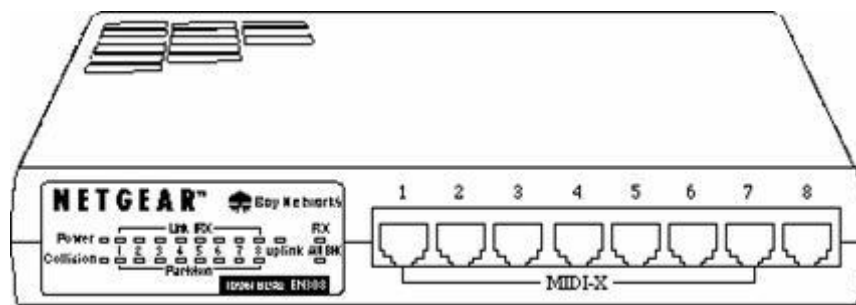 NETGEAR™ Bay Networks
Link RX RX
Power
1 2 3 4 5 6 7 8 uplink
Collision
Partition
EN308
1 2 3 4 5 6 7 8
MIDI-X